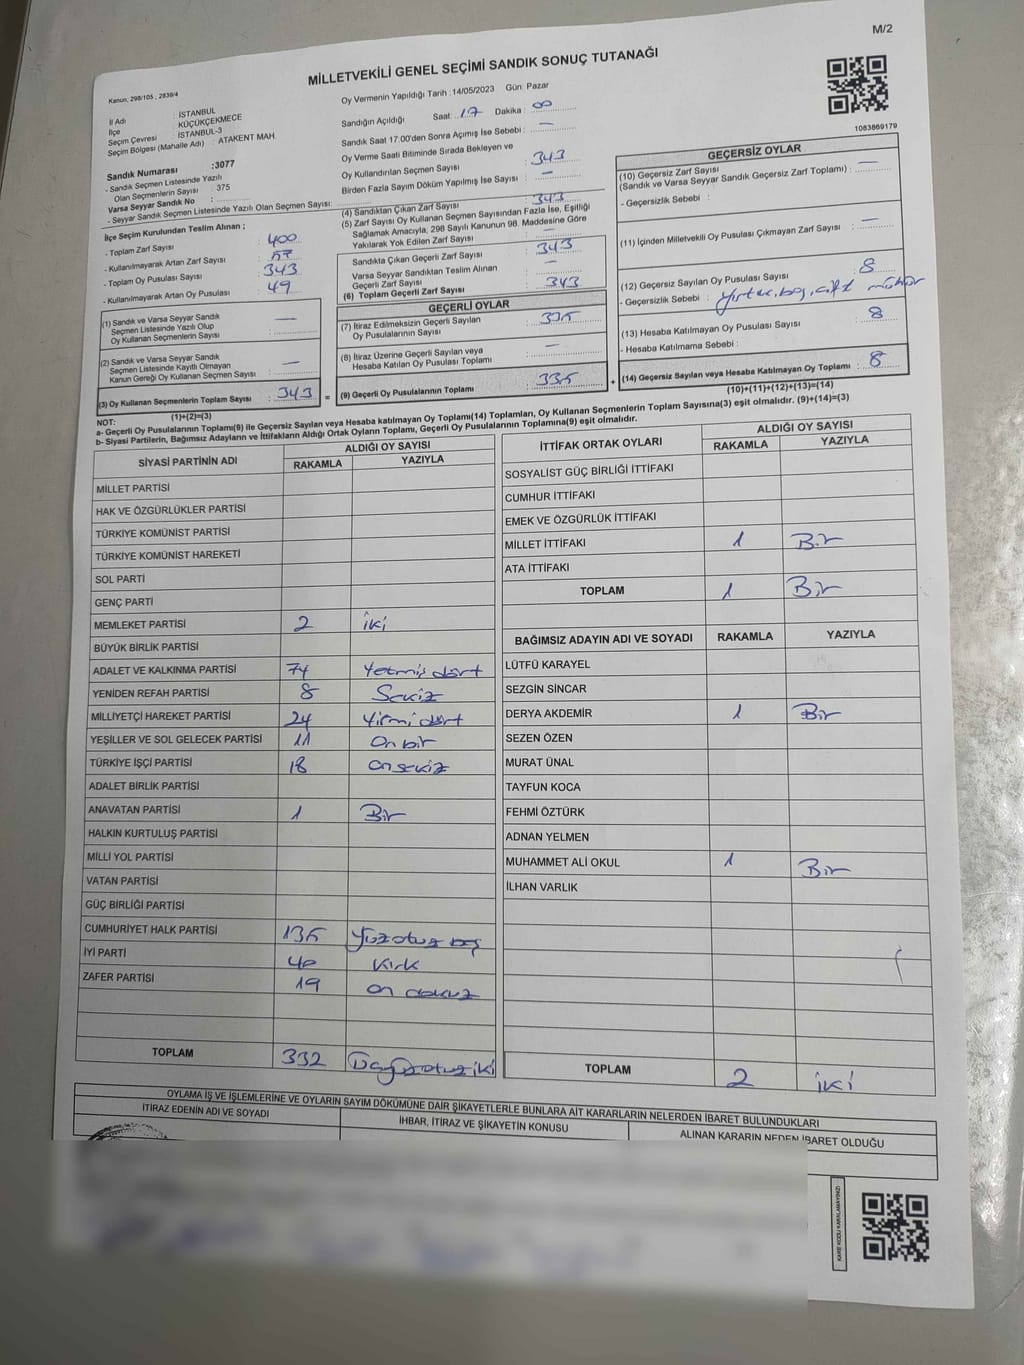 M/2
MİLLETVEKİLİ GENEL SEÇİMİ SANDIK SONUÇ TUTANAĞI
Kanun: 298/105 , 2839/4
İl Adı : İSTANBUL
İlçe : KÜÇÜKÇEKMECE
Seçim Çevresi : İSTANBUL-3
Seçim Bölgesi (Mahalle Adı) : ATAKENT MAH.
Sandık Numarası :3077
- Sandık Seçmen Listesinde Yazılı
Olan Seçmenlerin Sayısı : 375
Varsa Seyyar Sandık No :
- Seyyar Sandık Seçmen Listesinde Yazılı Olan Seçmen Sayısı:
Oy Vermenin Yapıldığı Tarih :14/05/2023 Gün: Pazar
Sandığın Açıldığı Saat: 17 Dakika : 00
Sandık Saat 17.00'den Sonra Açımış İse Sebebi : —
Oy Verme Saati Bitiminde Sırada Bekleyen ve
Oy Kullandırılan Seçmen Sayısı : 343
Birden Fazla Sayım Döküm Yapılmış İse Sayısı : —
1083869179
İlçe Seçim Kurulundan Teslim Alınan ;
- Toplam Zarf Sayısı : 400
- Kullanılmayarak Artan Zarf Sayısı :
- Toplam Oy Pusulası Sayısı : 343
- Kullanılmayarak Artan Oy Pusulası : 49
(1) Sandık ve Varsa Seyyar Sandık
Seçmen Listesinde Yazılı Olup
Oy Kullanan Seçmenlerin Sayısı : —
(2) Sandık ve Varsa Seyyar Sandık
Seçmen Listesinde Kayıtlı Olmayan
Kanun Gereği Oy Kullanan Seçmen Sayısı : —
(3) Oy Kullanan Seçmenlerin Toplam Sayısı : 343
(1)+(2)=(3)
(4) Sandıktan Çıkan Zarf Sayısı : 343
(5) Zarf Sayısı Oy Kullanan Seçmen Sayısından Fazla İse, Eşitliği
Sağlamak Amacıyla, 298 Sayılı Kanunun 98. Maddesine Göre
Yakılarak Yok Edilen Zarf Sayısı : —
Sandıkta Çıkan Geçerli Zarf Sayısı : 343
Varsa Seyyar Sandıktan Teslim Alınan
Geçerli Zarf Sayısı : —
(6) Toplam Geçerli Zarf Sayısı : 343
GEÇERLİ OYLAR
(7) İtiraz Edilmeksizin Geçerli Sayılan
Oy Pusulalarının Sayısı : 335
(8) İtiraz Üzerine Geçerli Sayılan veya
Hesaba Katılan Oy Pusulası Toplamı : —
= (9) Geçerli Oy Pusulalarının Toplamı : 335 +
GEÇERSİZ OYLAR
(10) Geçersiz Zarf Sayısı
(Sandık ve Varsa Seyyar Sandık Geçersiz Zarf Toplamı) : —
- Geçersizlik Sebebi :
(11) İçinden Milletvekili Oy Pusulası Çıkmayan Zarf Sayısı : —
(12) Geçersiz Sayılan Oy Pusulası Sayısı : 8
- Geçersizlik Sebebi : Yırtık, boş, çift mühür
(13) Hesaba Katılmayan Oy Pusulası Sayısı : 8
- Hesaba Katılmama Sebebi :
(14) Geçersiz Sayılan veya Hesaba Katılmayan Oy Toplamı : 8
(10)+(11)+(12)+(13)=(14)
NOT:
a- Geçerli Oy Pusulalarının Toplamı(9) ile Geçersiz Sayılan veya Hesaba katılmayan Oy Toplamı(14) Toplamları, Oy Kullanan Seçmenlerin Toplam Sayısına(3) eşit olmalıdır. (9)+(14)=(3)
b- Siyasi Partilerin, Bağımsız Adayların ve İttifakların Aldığı Ortak Oyların Toplamı, Geçerli Oy Pusulalarının Toplamına(9) eşit olmalıdır.
SİYASİ PARTİNİN ADI ALDIĞI OY SAYISI
RAKAMLA YAZIYLA
MİLLET PARTİSİ
HAK VE ÖZGÜRLÜKLER PARTİSİ
TÜRKİYE KOMÜNİST PARTİSİ
TÜRKİYE KOMÜNİST HAREKETİ
SOL PARTİ
GENÇ PARTİ
MEMLEKET PARTİSİ 2 iki
BÜYÜK BİRLİK PARTİSİ
ADALET VE KALKINMA PARTİSİ 74 Yetmiş dört
YENİDEN REFAH PARTİSİ 8 Sekiz
MİLLİYETÇİ HAREKET PARTİSİ 24 Yirmi dört
YEŞİLLER VE SOL GELECEK PARTİSİ 11 On bir
TÜRKİYE İŞÇİ PARTİSİ 18 on sekiz
ADALET BİRLİK PARTİSİ
ANAVATAN PARTİSİ 1 Bir
HALKIN KURTULUŞ PARTİSİ
MİLLİ YOL PARTİSİ
VATAN PARTİSİ
GÜÇ BİRLİĞİ PARTİSİ
CUMHURİYET HALK PARTİSİ 135 Yüzotuz beş
İYİ PARTİ 40 Kırk
ZAFER PARTİSİ 19 on dokuz
TOPLAM 332
İTTİFAK ORTAK OYLARI ALDIĞI OY SAYISI
RAKAMLA YAZIYLA
SOSYALİST GÜÇ BİRLİĞİ İTTİFAKI
CUMHUR İTTİFAKI
EMEK VE ÖZGÜRLÜK İTTİFAKI
MİLLET İTTİFAKI 1 Bir
ATA İTTİFAKI
TOPLAM 1 Bir
BAĞIMSIZ ADAYIN ADI VE SOYADI RAKAMLA YAZIYLA
LÜTFÜ KARAYEL
SEZGİN SİNCAR
DERYA AKDEMİR 1 Bir
SEZEN ÖZEN
MURAT ÜNAL
TAYFUN KOCA
FEHMİ ÖZTÜRK
ADNAN YELMEN
MUHAMMET ALİ OKUL 1 Bir
İLHAN VARLIK
TOPLAM 2 iki
OYLAMA İŞ VE İŞLEMLERİNE VE OYLARIN SAYIM DÖKÜMÜNE DAİR ŞİKAYETLERLE BUNLARA AİT KARARLARIN NELERDEN İBARET BULUNDUKLARI
İTİRAZ EDENİN ADI VE SOYADI İHBAR, İTİRAZ VE ŞİKAYETİN KONUSU ALINAN KARARIN NEDEN İBARET OLDUĞU
KARE KODU KARALAMAYINIZ!